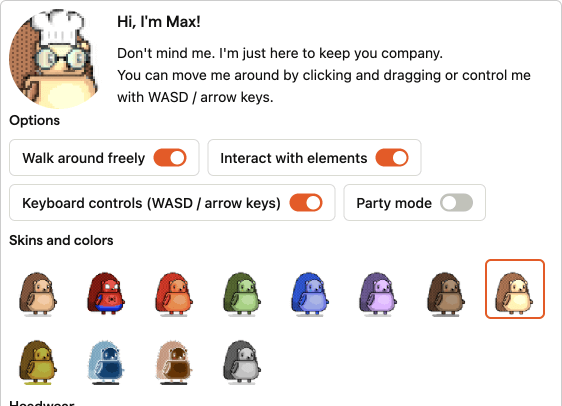 Hi, I'm Max!
Don't mind me. I'm just here to keep you company.
You can move me around by clicking and dragging or control me
with WASD / arrow keys.
Options
Walk around freely
Interact with elements
Keyboard controls (WASD / arrow keys)
Party mode
Skins and colors
Headwear